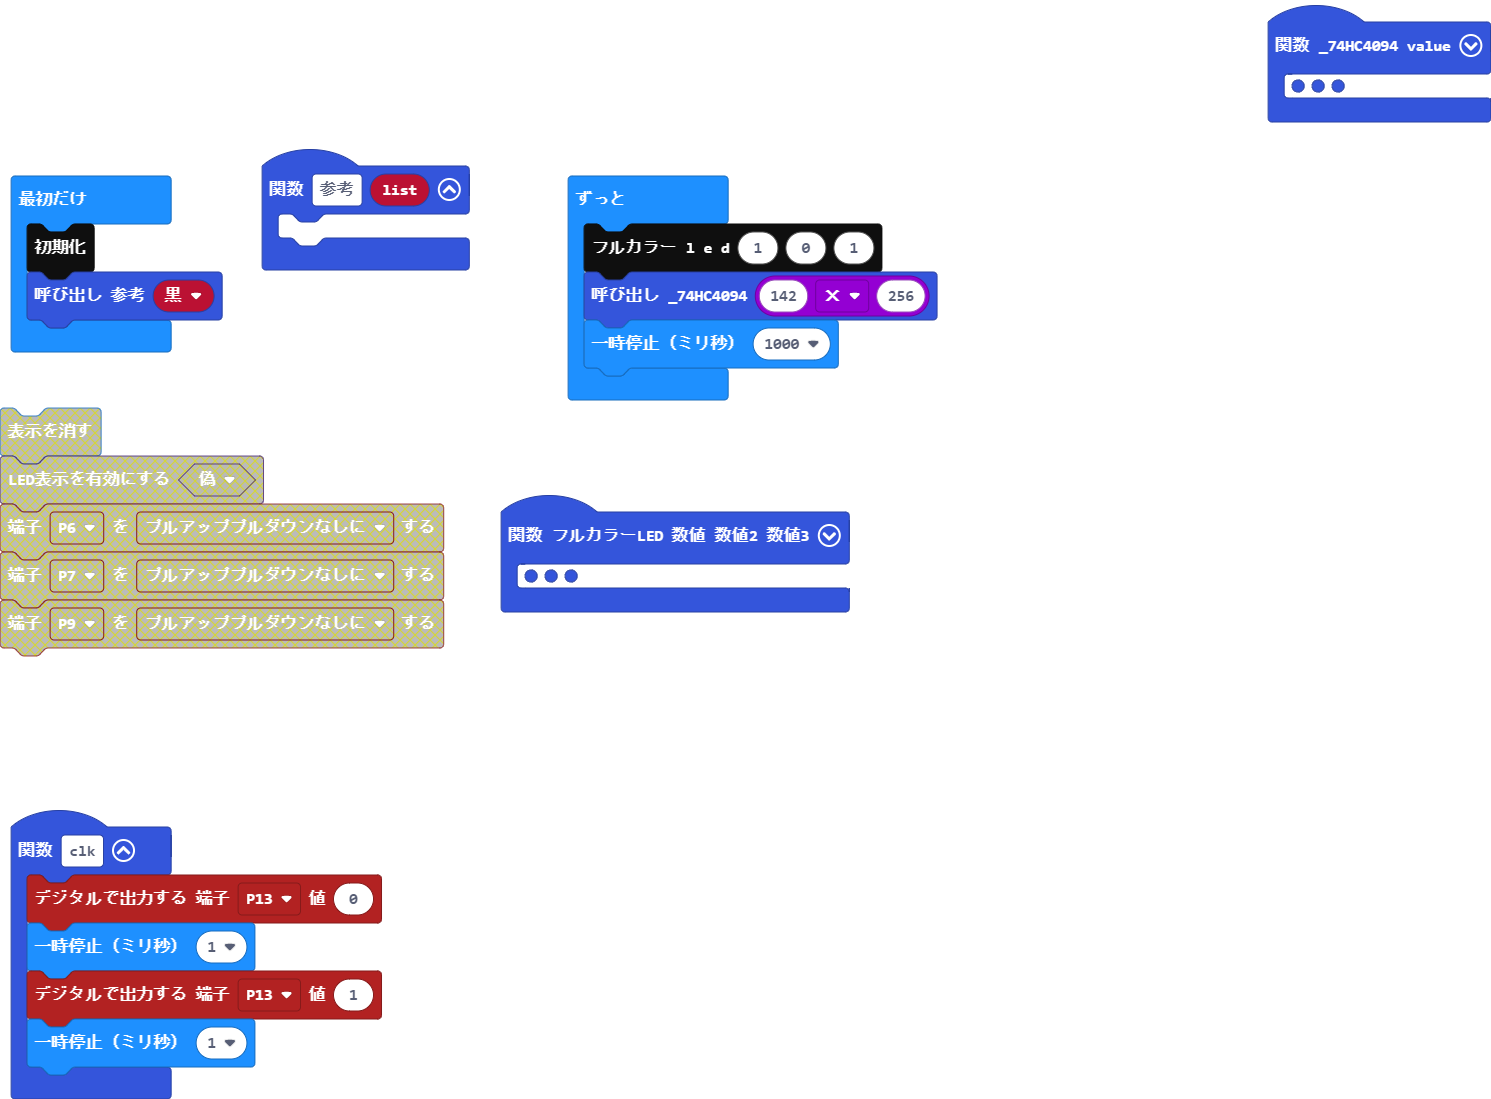 関数 _74HC4094 value
最初だけ
初期化
呼び出し 参考 黒
関数 参考 list
ずっと
フルカラー l e d 1 0 1
呼び出し _74HC4094 142 × 256
一時停止（ミリ秒） 1000
表示を消す
LED表示を有効にする 偽
端子 P6 を プルアッププルダウンなしに する
端子 P7 を プルアッププルダウンなしに する
端子 P9 を プルアッププルダウンなしに する
関数 フルカラーLED 数値 数値2 数値3
関数 clk
デジタルで出力する 端子 P13 値 0
一時停止（ミリ秒） 1
デジタルで出力する 端子 P13 値 1
一時停止（ミリ秒） 1